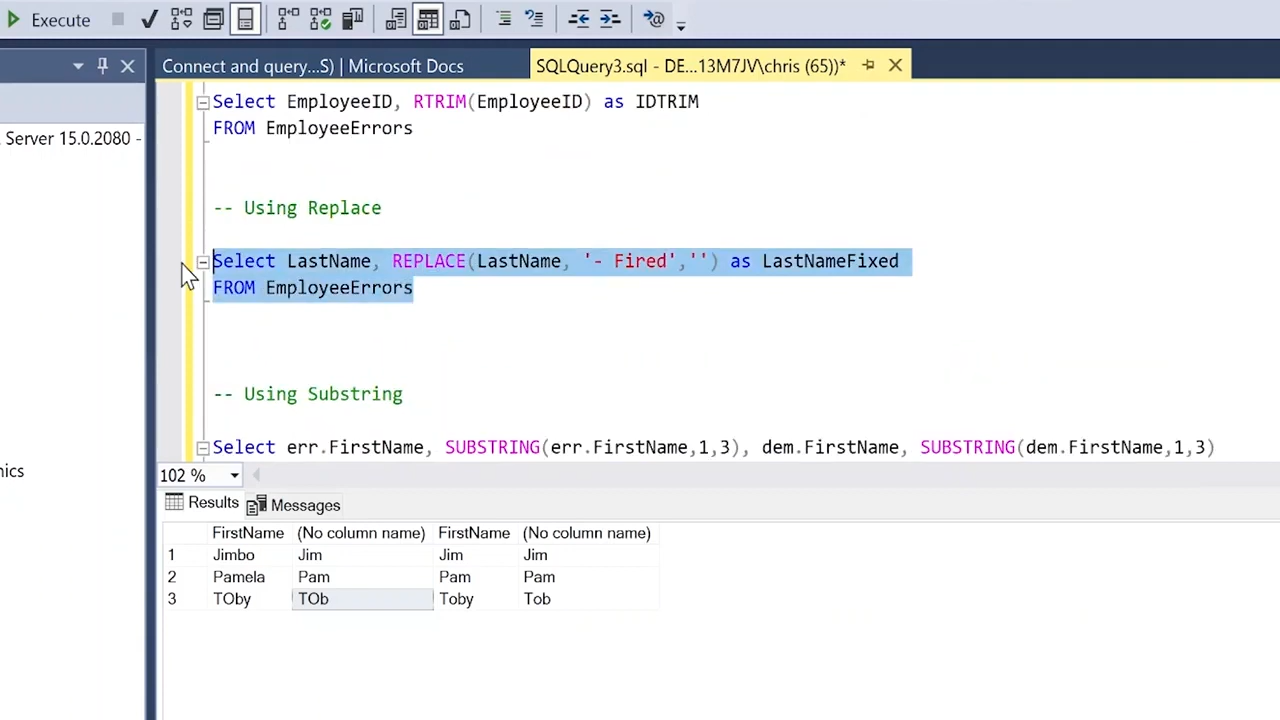 Execute
Connect and query...S) | Microsoft Docs
SQLQuery3.sql - DE...13M7JV\chris (65))*
Server 15.0.2080 -
Select EmployeeID, RTRIM(EmployeeID) as IDTRIM
FROM EmployeeErrors
-- Using Replace
Select LastName, REPLACE(LastName, '- Fired','') as LastNameFixed
FROM EmployeeErrors
-- Using Substring
Select err.FirstName, SUBSTRING(err.FirstName,1,3), dem.FirstName, SUBSTRING(dem.FirstName,1,3)
nics
102 %
Results Messages
FirstName (No column name) FirstName (No column name)
1 Jimbo Jim Jim Jim
2 Pamela Pam Pam Pam
3 TOby TOb Toby Tob